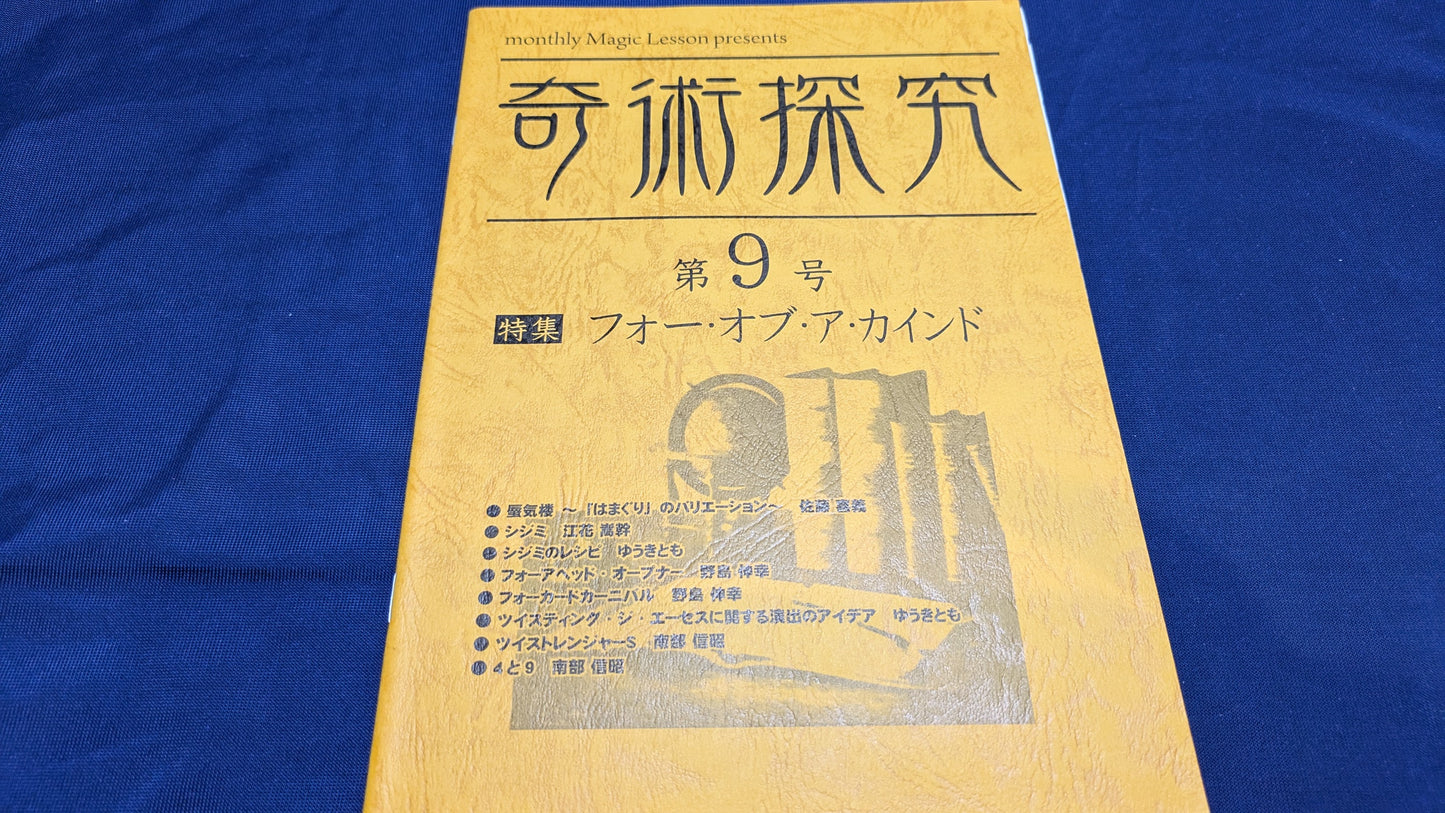 monthly Magic Lesson presents
奇術探究
第9号
特集 フォー・オブ・ア・カインド
●蜃気楼 ～『はまぐり』のバリエーション～ 佐藤 喜義
●シジミ 江花 嵩幹
●シジミのレシピ ゆうきとも
●フォーアヘッド・オープナー 野島 伸幸
●フォーカードカーニバル 野島 伸幸
●ツイスティング・ジ・エーセスに関する演出のアイデア ゆうきとも
●ツイストレンジャーS 南部 信昭
●4と9 南部 信昭